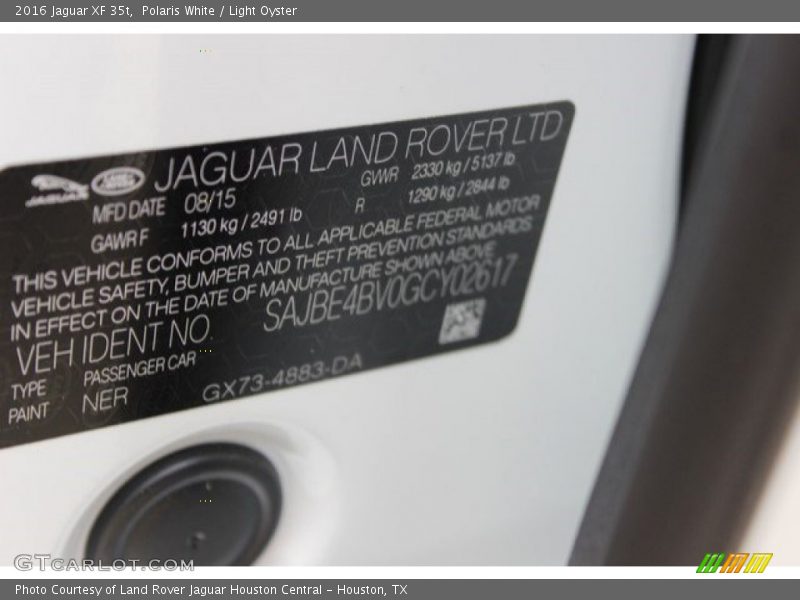 2016 Jaguar XF 35t, Polaris White / Light Oyster
JAGUAR LAND ROVER LTD
MFD DATE 08/15 GVWR 2330 kg / 5137 lb
GAWR F 1130 kg / 2491 lb R 1290 kg / 2844 lb
THIS VEHICLE CONFORMS TO ALL APPLICABLE FEDERAL MOTOR
VEHICLE SAFETY, BUMPER AND THEFT PREVENTION STANDARDS
IN EFFECT ON THE DATE OF MANUFACTURE SHOWN ABOVE
VEH IDENT NO SAJBE4BV0GCY02617
TYPE PASSENGER CAR
PAINT NER GX73-4883-DA
GTcarlot.com
Photo Courtesy of Land Rover Jaguar Houston Central - Houston, TX